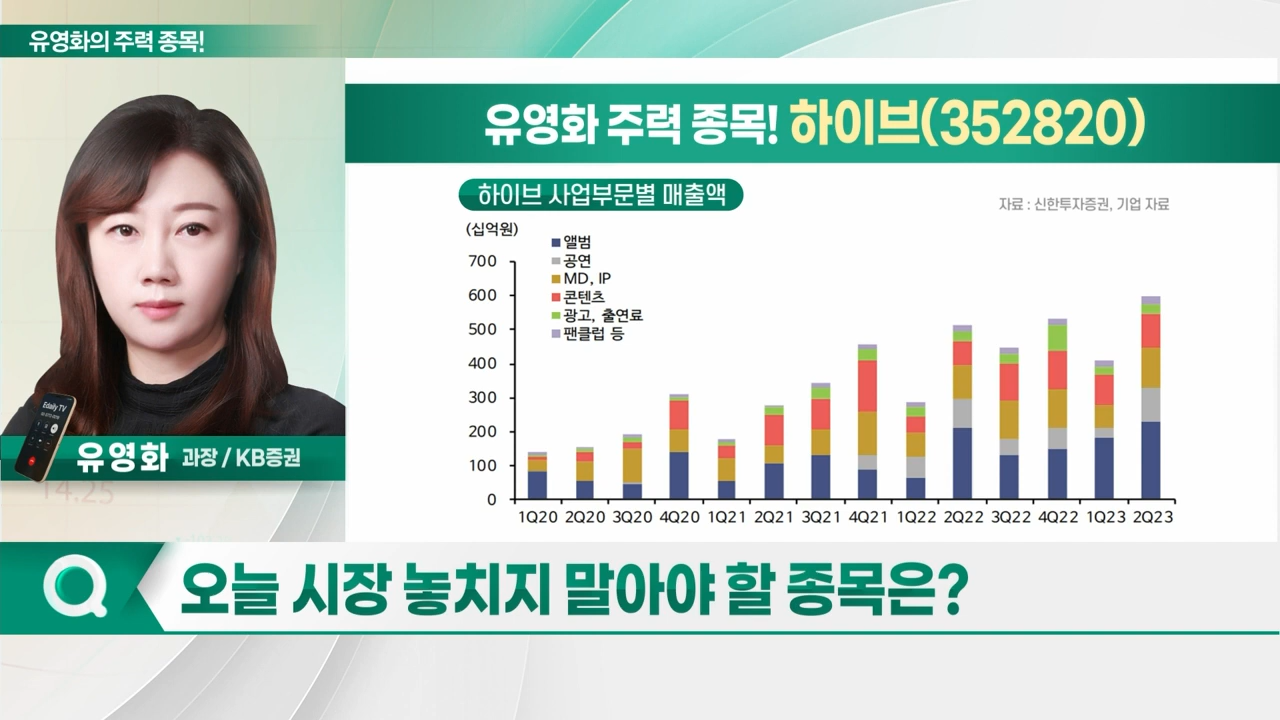 유영화의 주력 종목!
유영화 주력 종목! 하이브(352820)
하이브 사업부문별 매출액
자료 : 신한투자증권, 기업 자료
(십억원)
앨범
공연
MD, IP
콘텐츠
광고, 출연료
팬클럽 등
700
600
500
400
300
200
100
0
1Q20 2Q20 3Q20 4Q20 1Q21 2Q21 3Q21 4Q21 1Q22 2Q22 3Q22 4Q22 1Q23 2Q23
Edaily TV
유영화 과장 / KB증권
14.25
오늘 시장 놓치지 말아야 할 종목은?